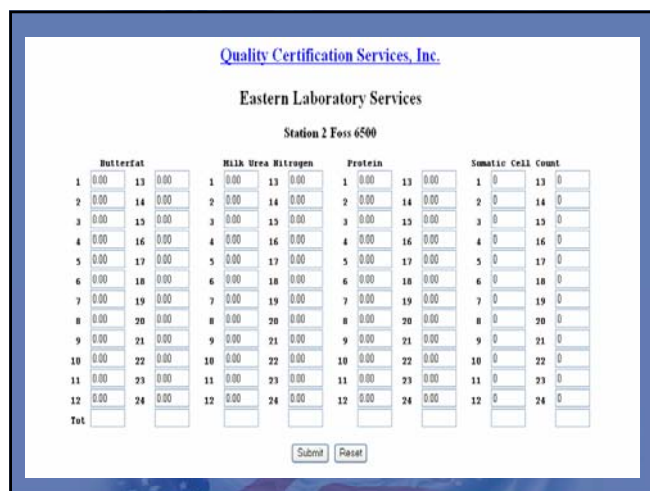 Quality Certification Services, Inc.
Eastern Laboratory Services
Station 2 Foss 6500
Butterfat Milk Urea Nitrogen Protein Somatic Cell Count
1 0.00 13 0.00 1 0.00 13 0.00 1 0.00 13 0.00 1 0 13 0
2 0.00 14 0.00 2 0.00 14 0.00 2 0.00 14 0.00 2 0 14 0
3 0.00 15 0.00 3 0.00 15 0.00 3 0.00 15 0.00 3 0 15 0
4 0.00 16 0.00 4 0.00 16 0.00 4 0.00 16 0.00 4 0 16 0
5 0.00 17 0.00 5 0.00 17 0.00 5 0.00 17 0.00 5 0 17 0
6 0.00 18 0.00 6 0.00 18 0.00 6 0.00 18 0.00 6 0 18 0
7 0.00 19 0.00 7 0.00 19 0.00 7 0.00 19 0.00 7 0 19 0
8 0.00 20 0.00 8 0.00 20 0.00 8 0.00 20 0.00 8 0 20 0
9 0.00 21 0.00 9 0.00 21 0.00 9 0.00 21 0.00 9 0 21 0
10 0.00 22 0.00 10 0.00 22 0.00 10 0.00 22 0.00 10 0 22 0
11 0.00 23 0.00 11 0.00 23 0.00 11 0.00 23 0.00 11 0 23 0
12 0.00 24 0.00 12 0.00 24 0.00 12 0.00 24 0.00 12 0 24 0
Tot
Submit Reset